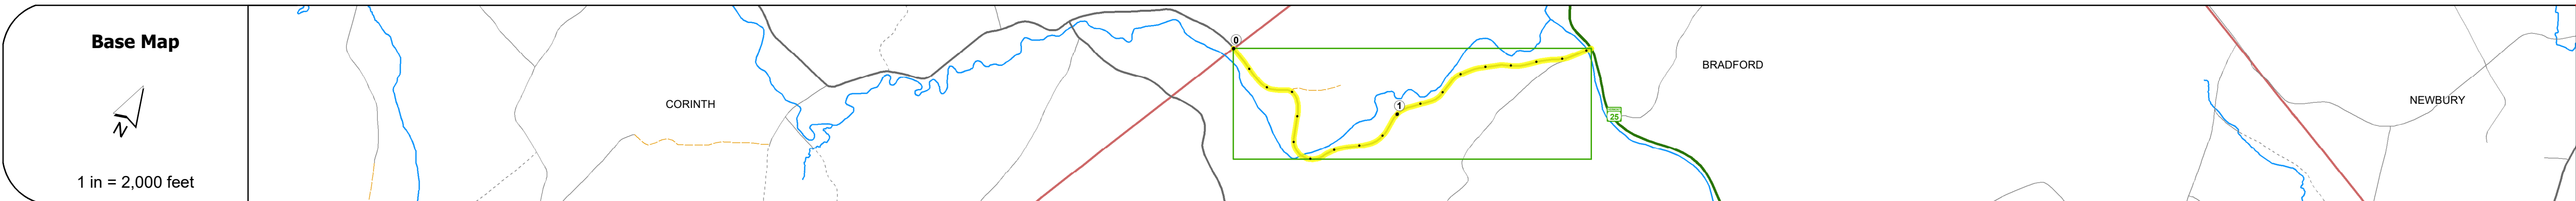 Base Map
N
1 in = 2,000 feet
CORINTH
0
1
BRADFORD
25
NEWBURY